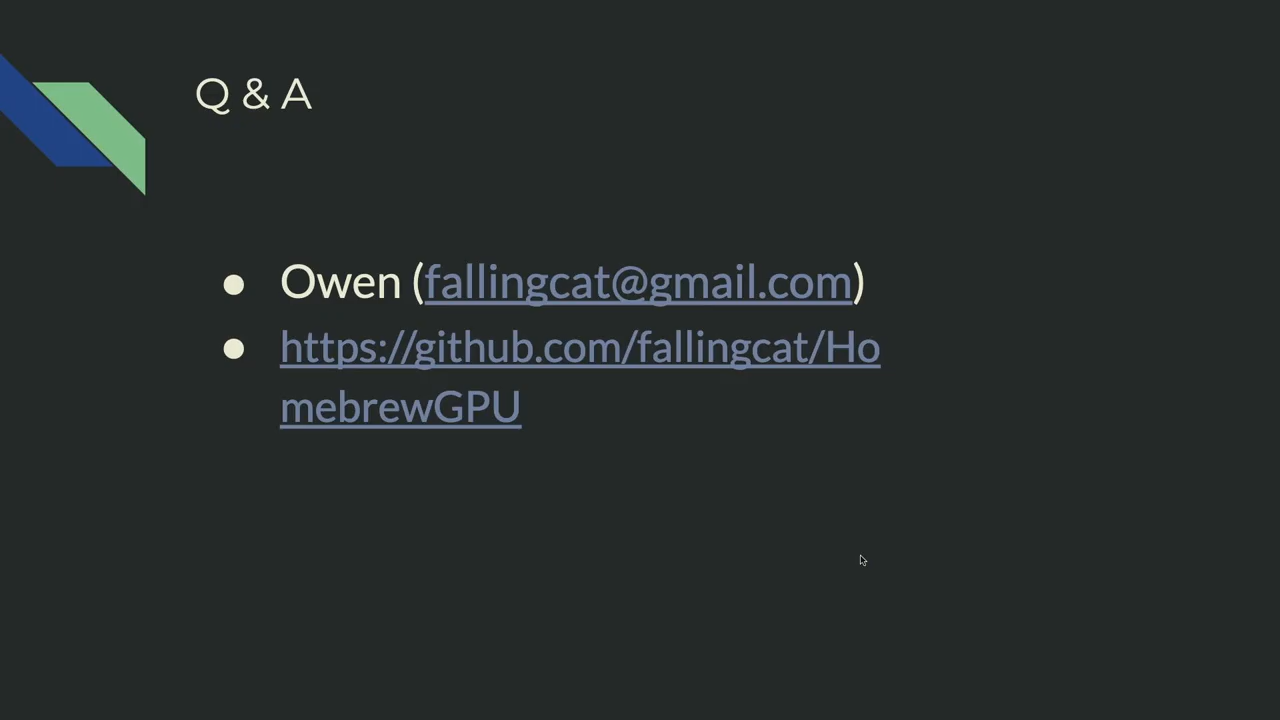 Q & A
● Owen (fallingcat@gmail.com)
● https://github.com/fallingcat/Ho
mebrewGPU